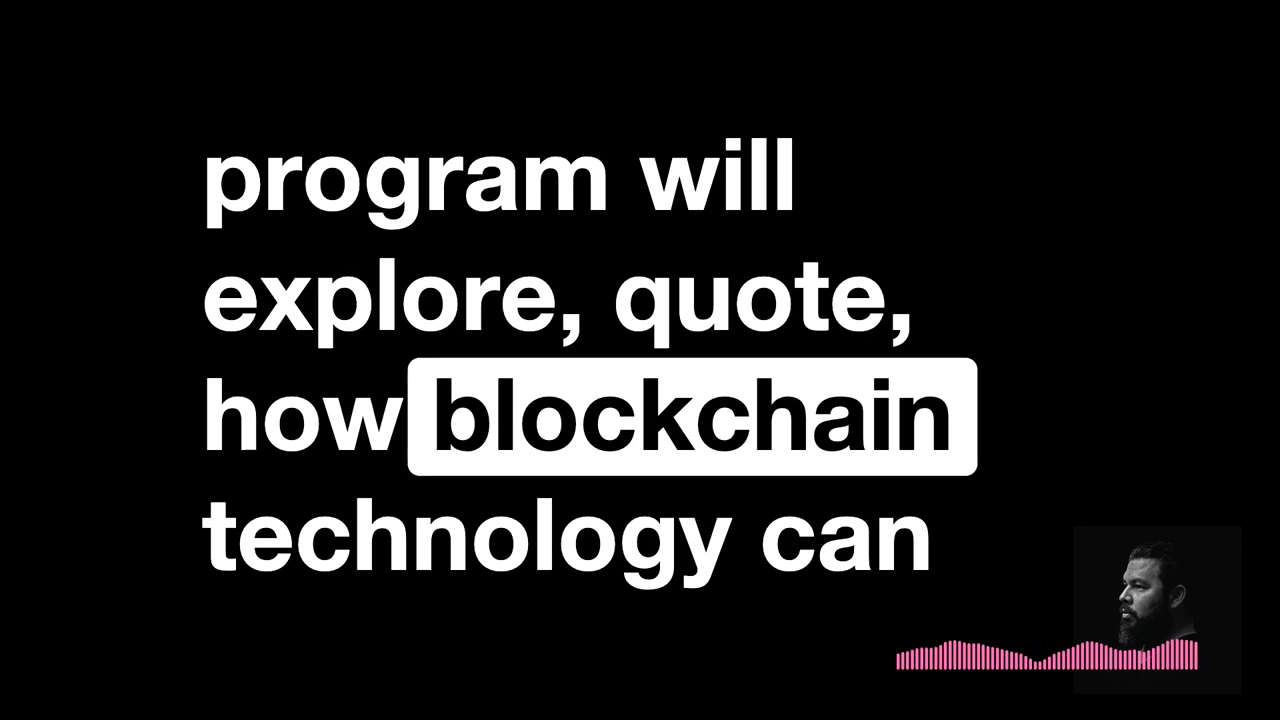 program will
explore, quote,
how blockchain
technology can